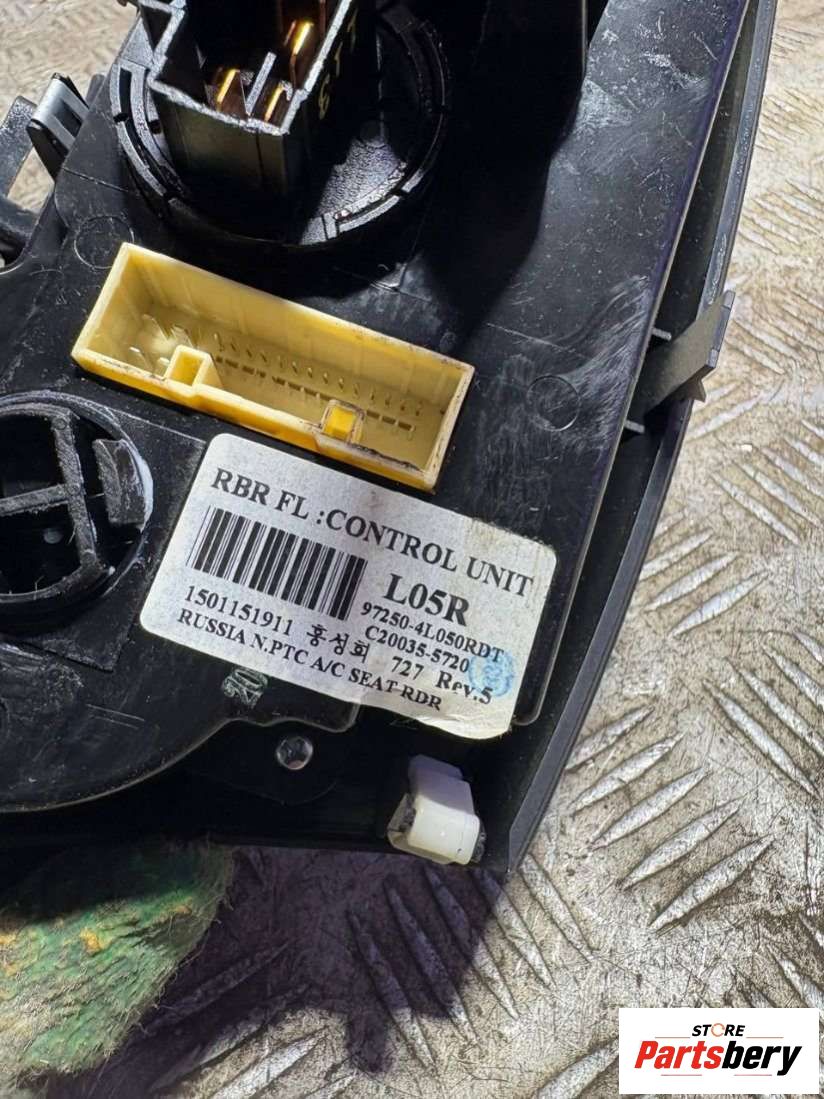 RBR FL :CONTROL UNIT
L05R
97250-4L050RDT
1501151911 홍성희 C20035-5720
727 Rev.5
RUSSIA N.PTC A/C SEAT RDR
20
STORE
Partsbery